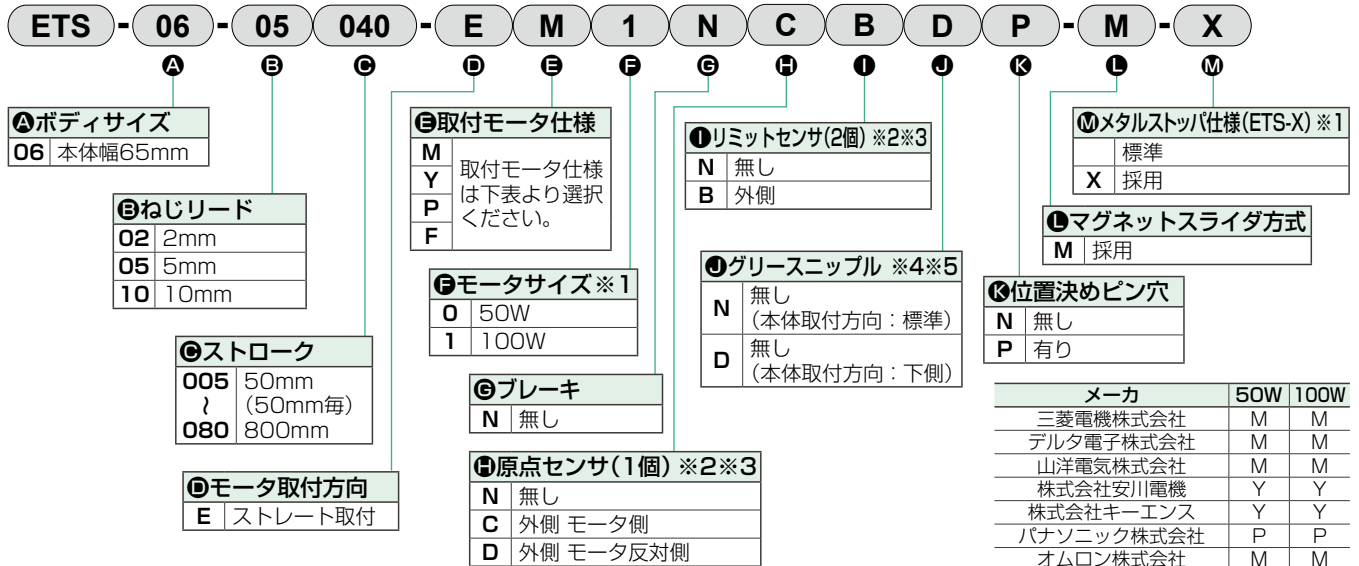 ETS-06-05 040-E M 1 N C B D P-M-X
A B C D E F G H I J K L M
Aボディサイズ
06 本体幅65mm
Bねじリード
02 2mm
05 5mm
10 10mm
Cストローク
005 50mm
〜 (50mm毎)
080 800mm
Dモータ取付方向
E ストレート取付
E取付モータ仕様
M
Y
P
F
取付モータ仕様
は下表より選択
ください。
Fモータサイズ※1
0 50W
1 100W
Gブレーキ
N 無し
H原点センサ(1個) ※2※3
N 無し
C 外側 モータ側
D 外側 モータ反対側
Iリミットセンサ(2個) ※2※3
N 無し
B 外側
Jグリースニップル ※4※5
N 無し
(本体取付方向：標準)
D 無し
(本体取付方向：下側)
K位置決めピン穴
N 無し
P 有り
Lマグネットスライダ方式
M 採用
Mメタルストッパ仕様(ETS-X) ※1
標準
X 採用
メーカ 50W 100W
三菱電機株式会社 M M
デルタ電子株式会社 M M
山洋電気株式会社 M M
株式会社安川電機 Y Y
株式会社キーエンス Y Y
パナソニック株式会社 P P
オムロン株式会社 M M